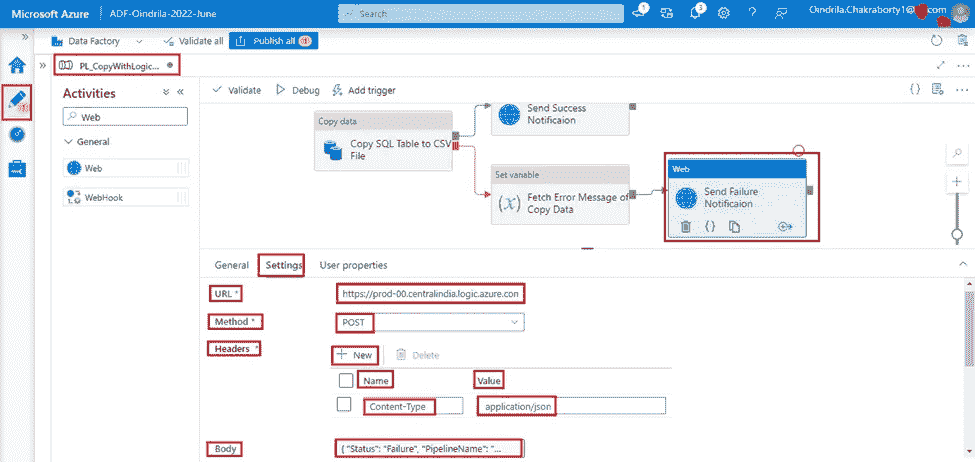 Microsoft Azure
ADF-Oindrila-2022-June
Search
1
5
Oindrila.Chakraborty1@
.com
Data Factory
Validate all
Publish all
PL_CopyWithLogic...
Activities
Web
General
Web
WebHook
Validate
Debug
Add trigger
Copy data
Copy SQL Table to CSV
File
Send Success
Notificaion
Set variable
(x)
Fetch Error Message of
Copy Data
Web
Send Failure
Notificaion
{}
General
Settings
User properties
URL *
https://prod-00.centralindia.logic.azure.con
Method *
POST
Headers *
New
Delete
Name
Value
Content-Type
application/json
Body
{ "Status": "Failure", "PipelineName": "...